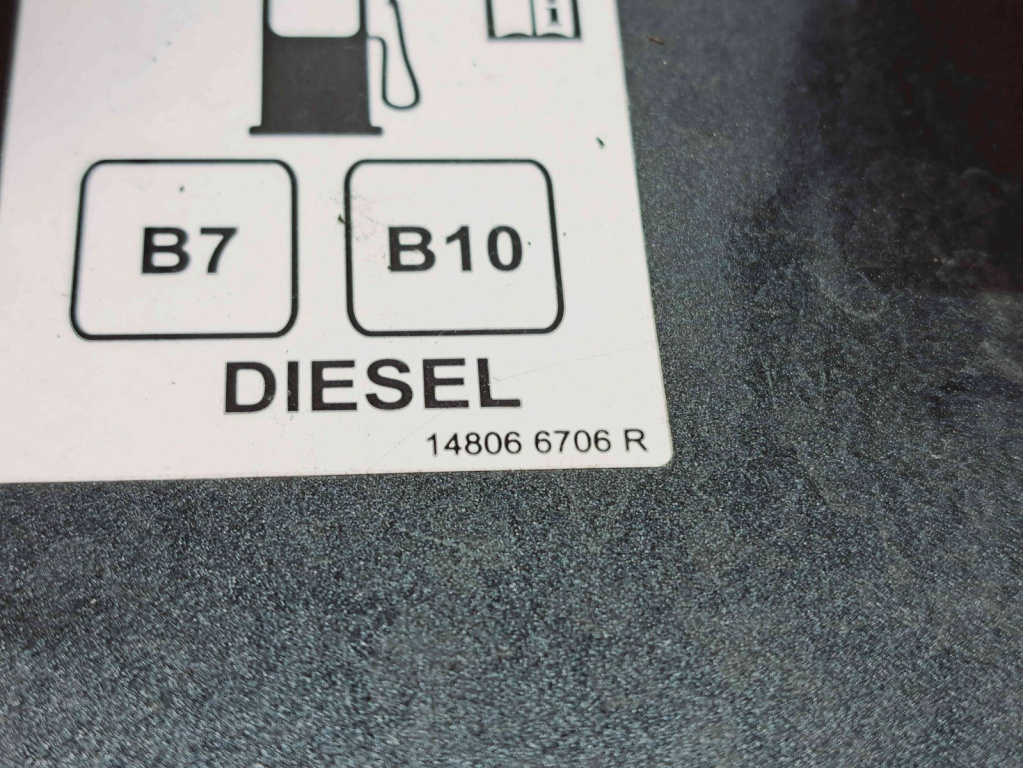 i
B7 B10
DIESEL
14806 6706 R